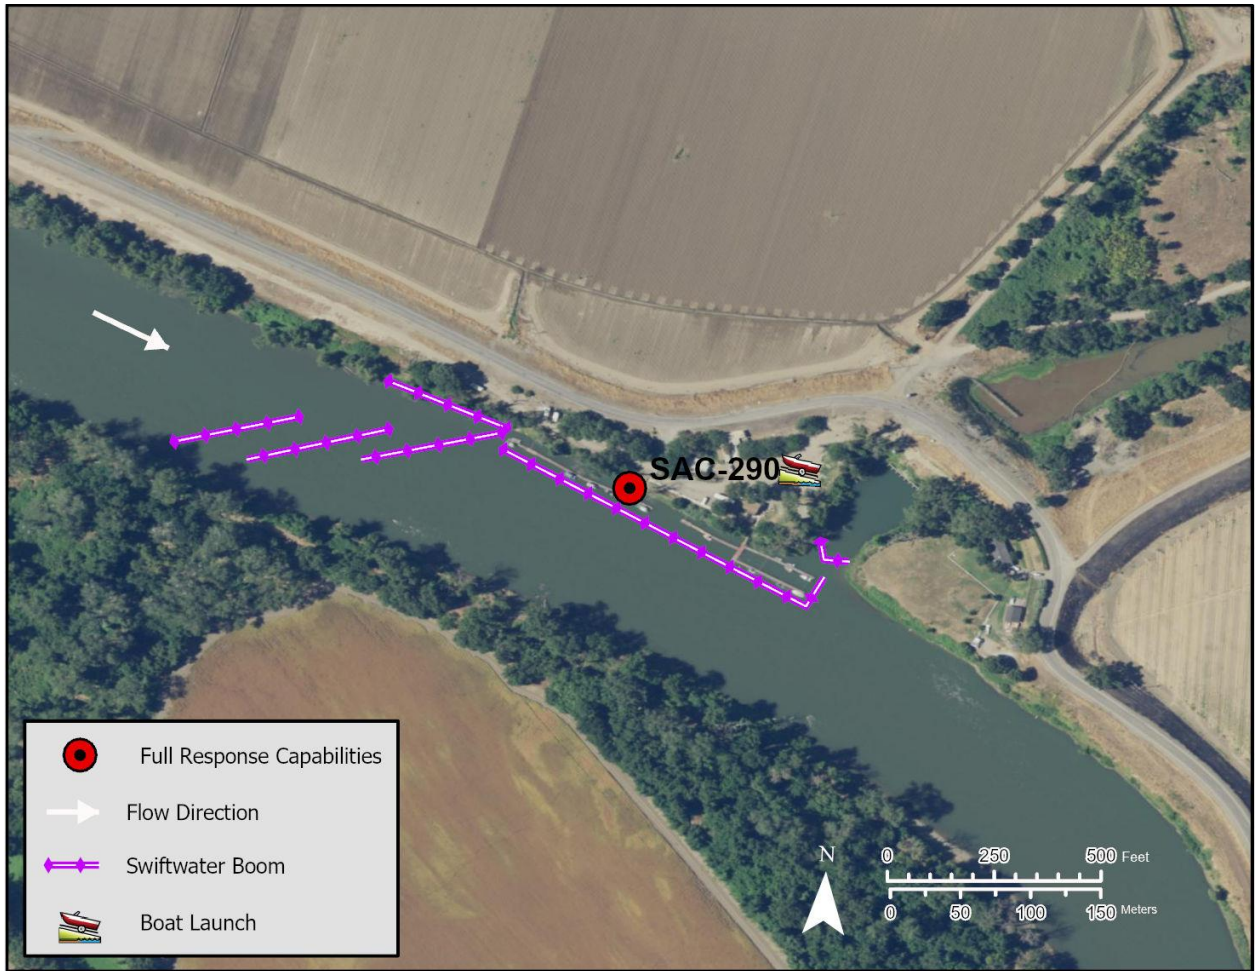 SAC-290
Full Response Capabilities
Flow Direction
Swiftwater Boom
Boat Launch
N
0 250 500 Feet
0 50 100 150 Meters